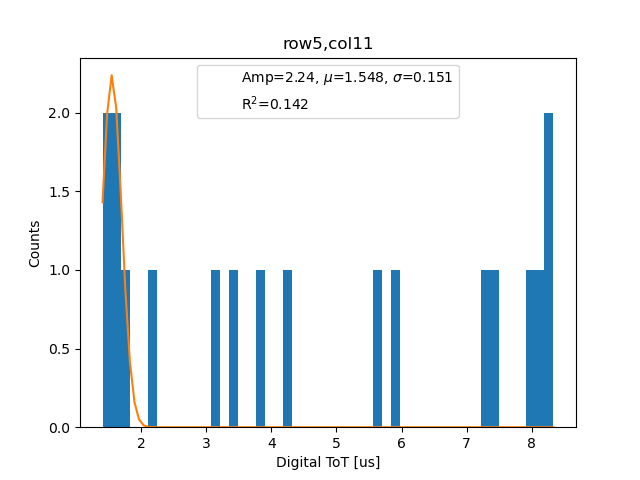 row5,col11
Amp=2.24, μ=1.548, σ=0.151
R²=0.142
2.0
1.5
1.0
0.5
0.0
Counts
2 3 4 5 6 7 8
Digital ToT [us]